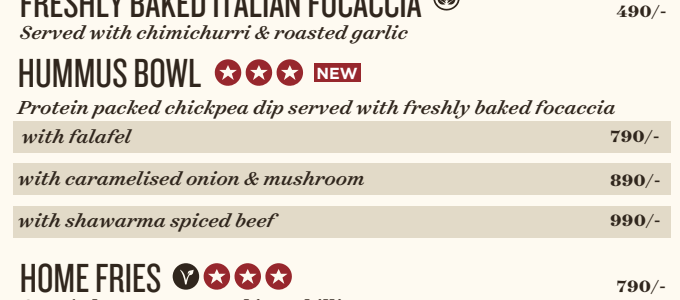 FRESHLY BAKED ITALIAN FOCACCIA 490/-
Served with chimichurri & roasted garlic
HUMMUS BOWL NEW
Protein packed chickpea dip served with freshly baked focaccia
with falafel 790/-
with caramelised onion & mushroom 890/-
with shawarma spiced beef 990/-
HOME FRIES V 790/-